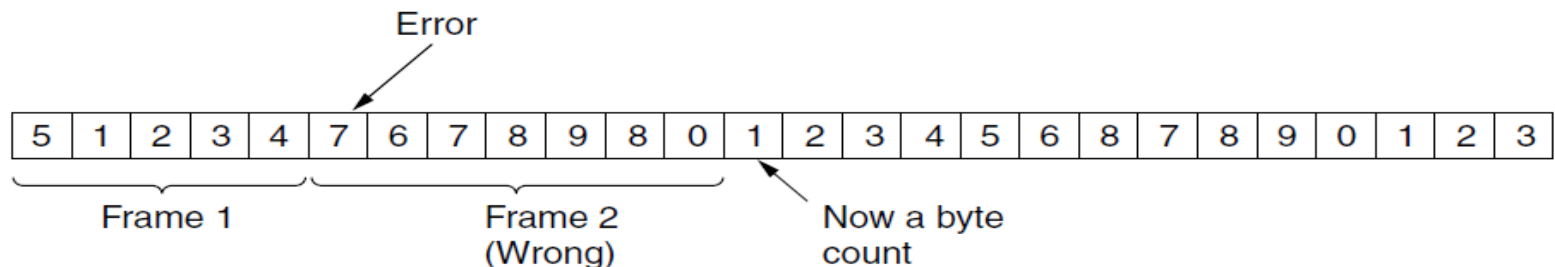 Error
5 1 2 3 4 7 6 7 8 9 8 0 1 2 3 4 5 6 8 7 8 9 0 1 2 3
Frame 1
Frame 2
(Wrong)
Now a byte
count